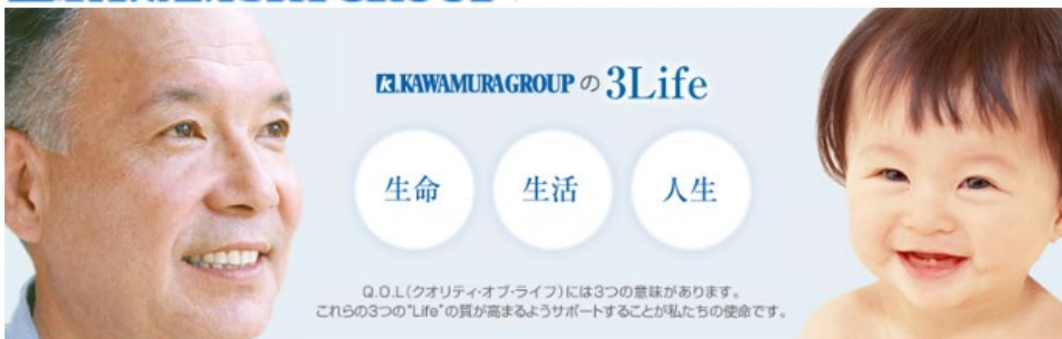 K.KAWAMURAGROUP の 3Life
生命 生活 人生
Q.O.L(クオリティ・オブ・ライフ)には3つの意味があります。
これらの3つの"Life"の質が高まるようサポートすることが私たちの使命です。